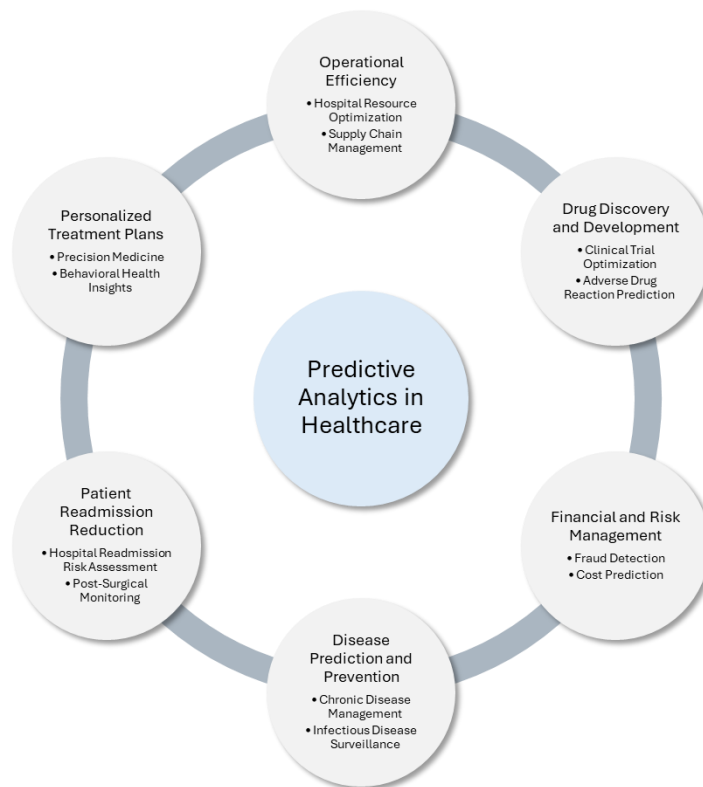 Operational
Efficiency
• Hospital Resource
Optimization
• Supply Chain
Management
Drug Discovery
and Development
• Clinical Trial
Optimization
• Adverse Drug
Reaction Prediction
Financial and Risk
Management
• Fraud Detection
• Cost Prediction
Disease
Prediction and
Prevention
• Chronic Disease
Management
• Infectious Disease
Surveillance
Patient
Readmission
Reduction
• Hospital Readmission
Risk Assessment
• Post-Surgical
Monitoring
Personalized
Treatment Plans
• Precision Medicine
• Behavioral Health
Insights
Predictive
Analytics in
Healthcare